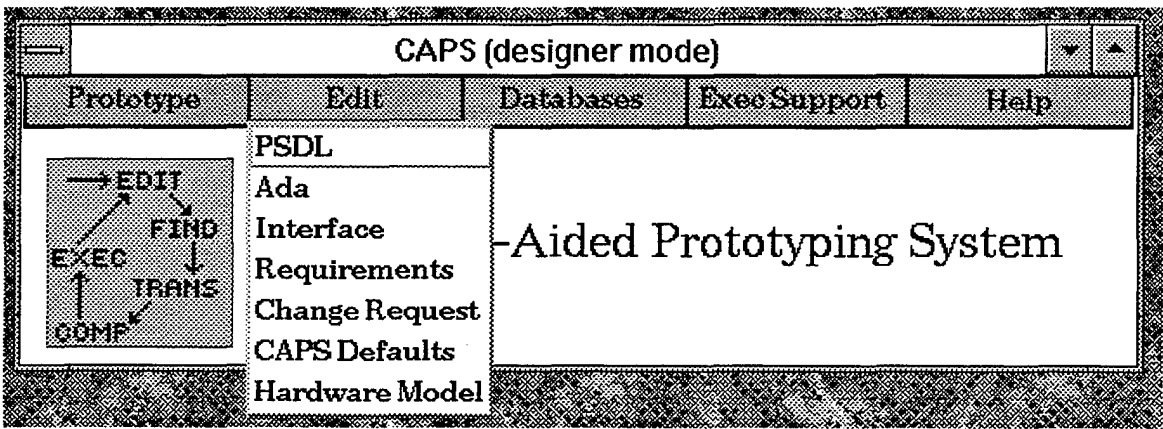 CAPS (designer mode)
Prototype Edit Databases Exec Support Help
PSDL
Ada
Interface
Requirements
Change Request
CAPS Defaults
Hardware Model
EDIT
FIND
EXEC
TRANS
COMP
-Aided Prototyping System